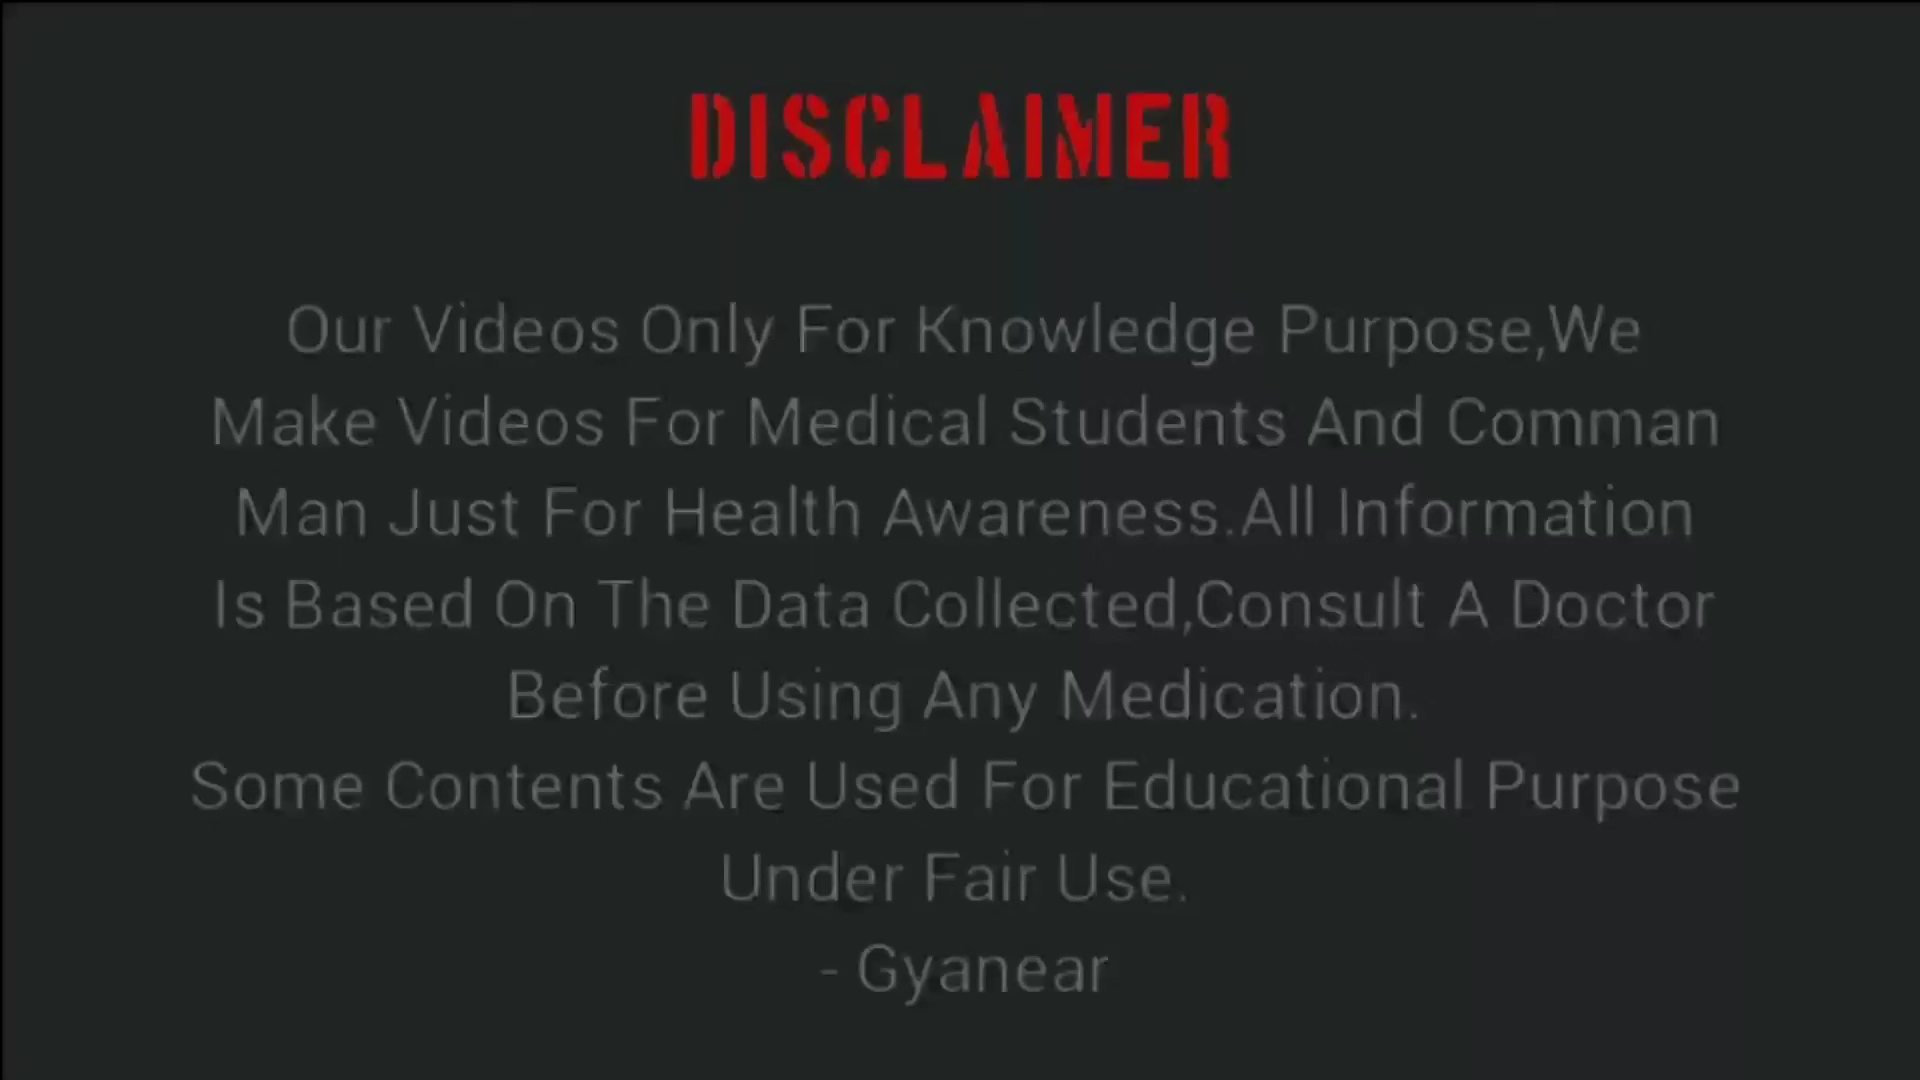 DISCLAIMER
Our Videos Only For Knowledge Purpose,We
Make Videos For Medical Students And Comman
Man Just For Health Awareness.All Information
Is Based On The Data Collected,Consult A Doctor
Before Using Any Medication.
Some Contents Are Used For Educational Purpose
Under Fair Use.
- Gyanear